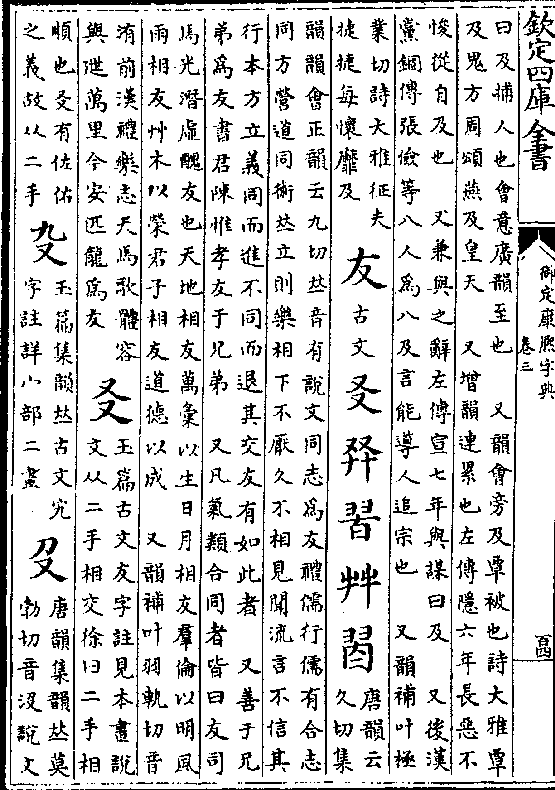 欽定四庫全書
御定康熙字典
卷三
曰及捕人也會意廣韻至也 又韻會旁及覃被也詩大雅覃
及鬼方周頌燕及皇天 又增韻連累也左傳隱六年長惡不
悛從自及也 又兼與之辭左傳宣七年與謀曰及 又後漢
黨錮傳張儉等八人為八及言能導人追宗也 又韻補叶極
業切詩大雅征夫
捷捷每懷靡及
友
古文
唐韻云
久切集
韻韻會正韻云九切𠀤音有說文同志為友禮儒行儒有合志
同方營道同術𠀤立則樂相下不厭久不相見聞流言不信其
行本方立義同而進不同而退其交友有如此者 又善于兄
弟為友書君陳惟孝友于兄弟 又凡氣類合同者皆曰友司
馬光潛虛醜友也天地相友萬彙以生日月相友羣倫以明風
雨相友艸木以榮君子相友道德以成 又韻補叶羽軌切音
洧前漢禮樂志天馬歌體容
與迣萬里今安匹龍為友
㕛
玉篇古文友字註見本畫說
文从二手相交徐曰二手相
順也㕛有佐佑
之義故从二手
玉篇集韻𠀤古文究
字註詳八部二畫
唐韻集韻𠀤莫
勃切音沒說文